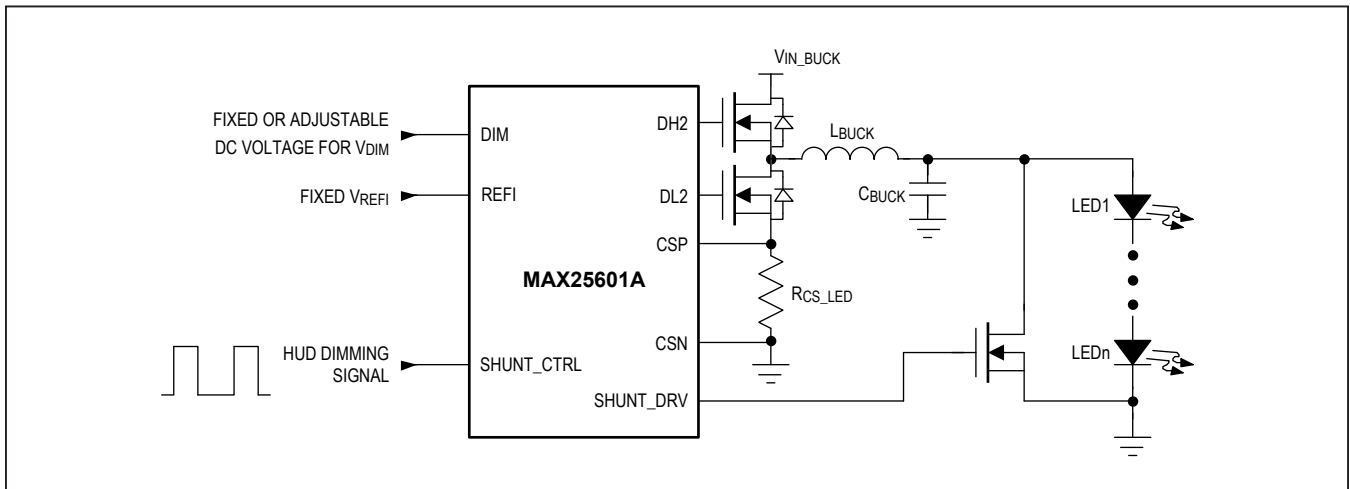 VIN_BUCK
FIXED OR ADJUSTABLE
DC VOLTAGE FOR VDIM
DIM
DH2
LBUCK
FIXED VREFI
REFI
DL2
CBUCK
LED1
CSP
MAX25601A
RCS_LED
HUD DIMMING
SIGNAL
SHUNT_CTRL
CSN
LEDn
SHUNT_DRV